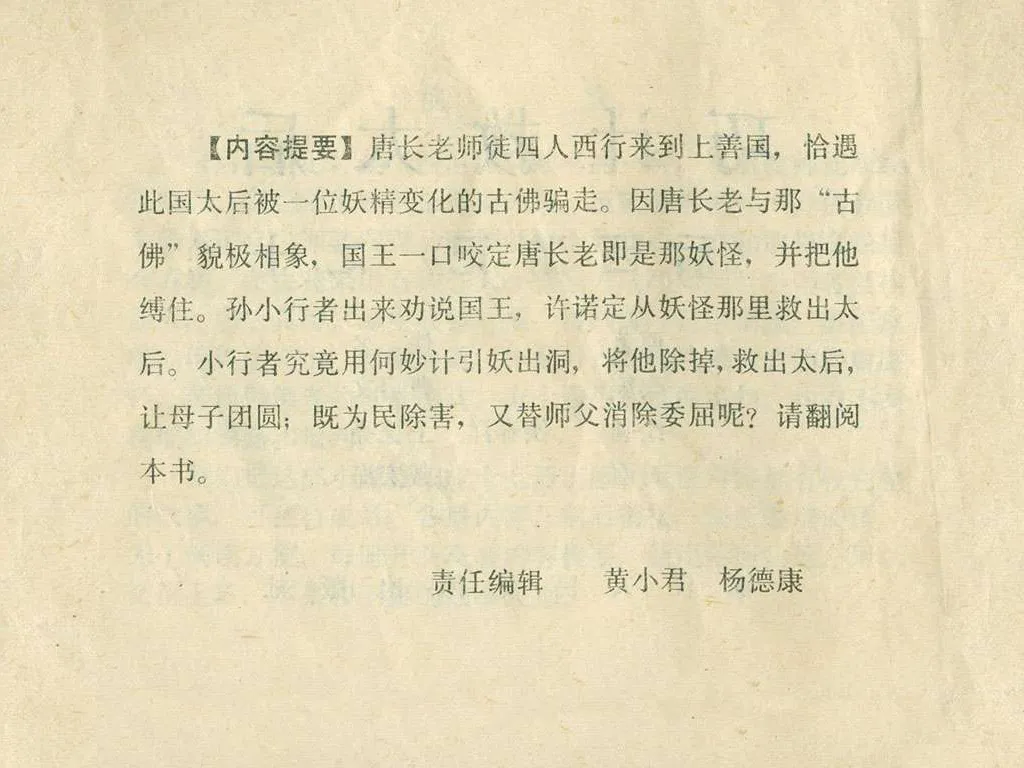 【内容提要】唐长老师徒四人西行来到上善国，恰遇
此国太后被一位妖精变化的古佛骗走。因唐长老与那“古
佛”貌极相象，国王一口咬定唐长老即是那妖怪，并把他
缚住。孙小行者出来劝说国王，许诺定从妖怪那里救出太
后。小行者究竟用何妙计引妖出洞，将他除掉，救出太后，
让母子团圆；既为民除害，又替师父消除委屈呢？请翻阅
本书。
责任编辑 黄小君 杨德康